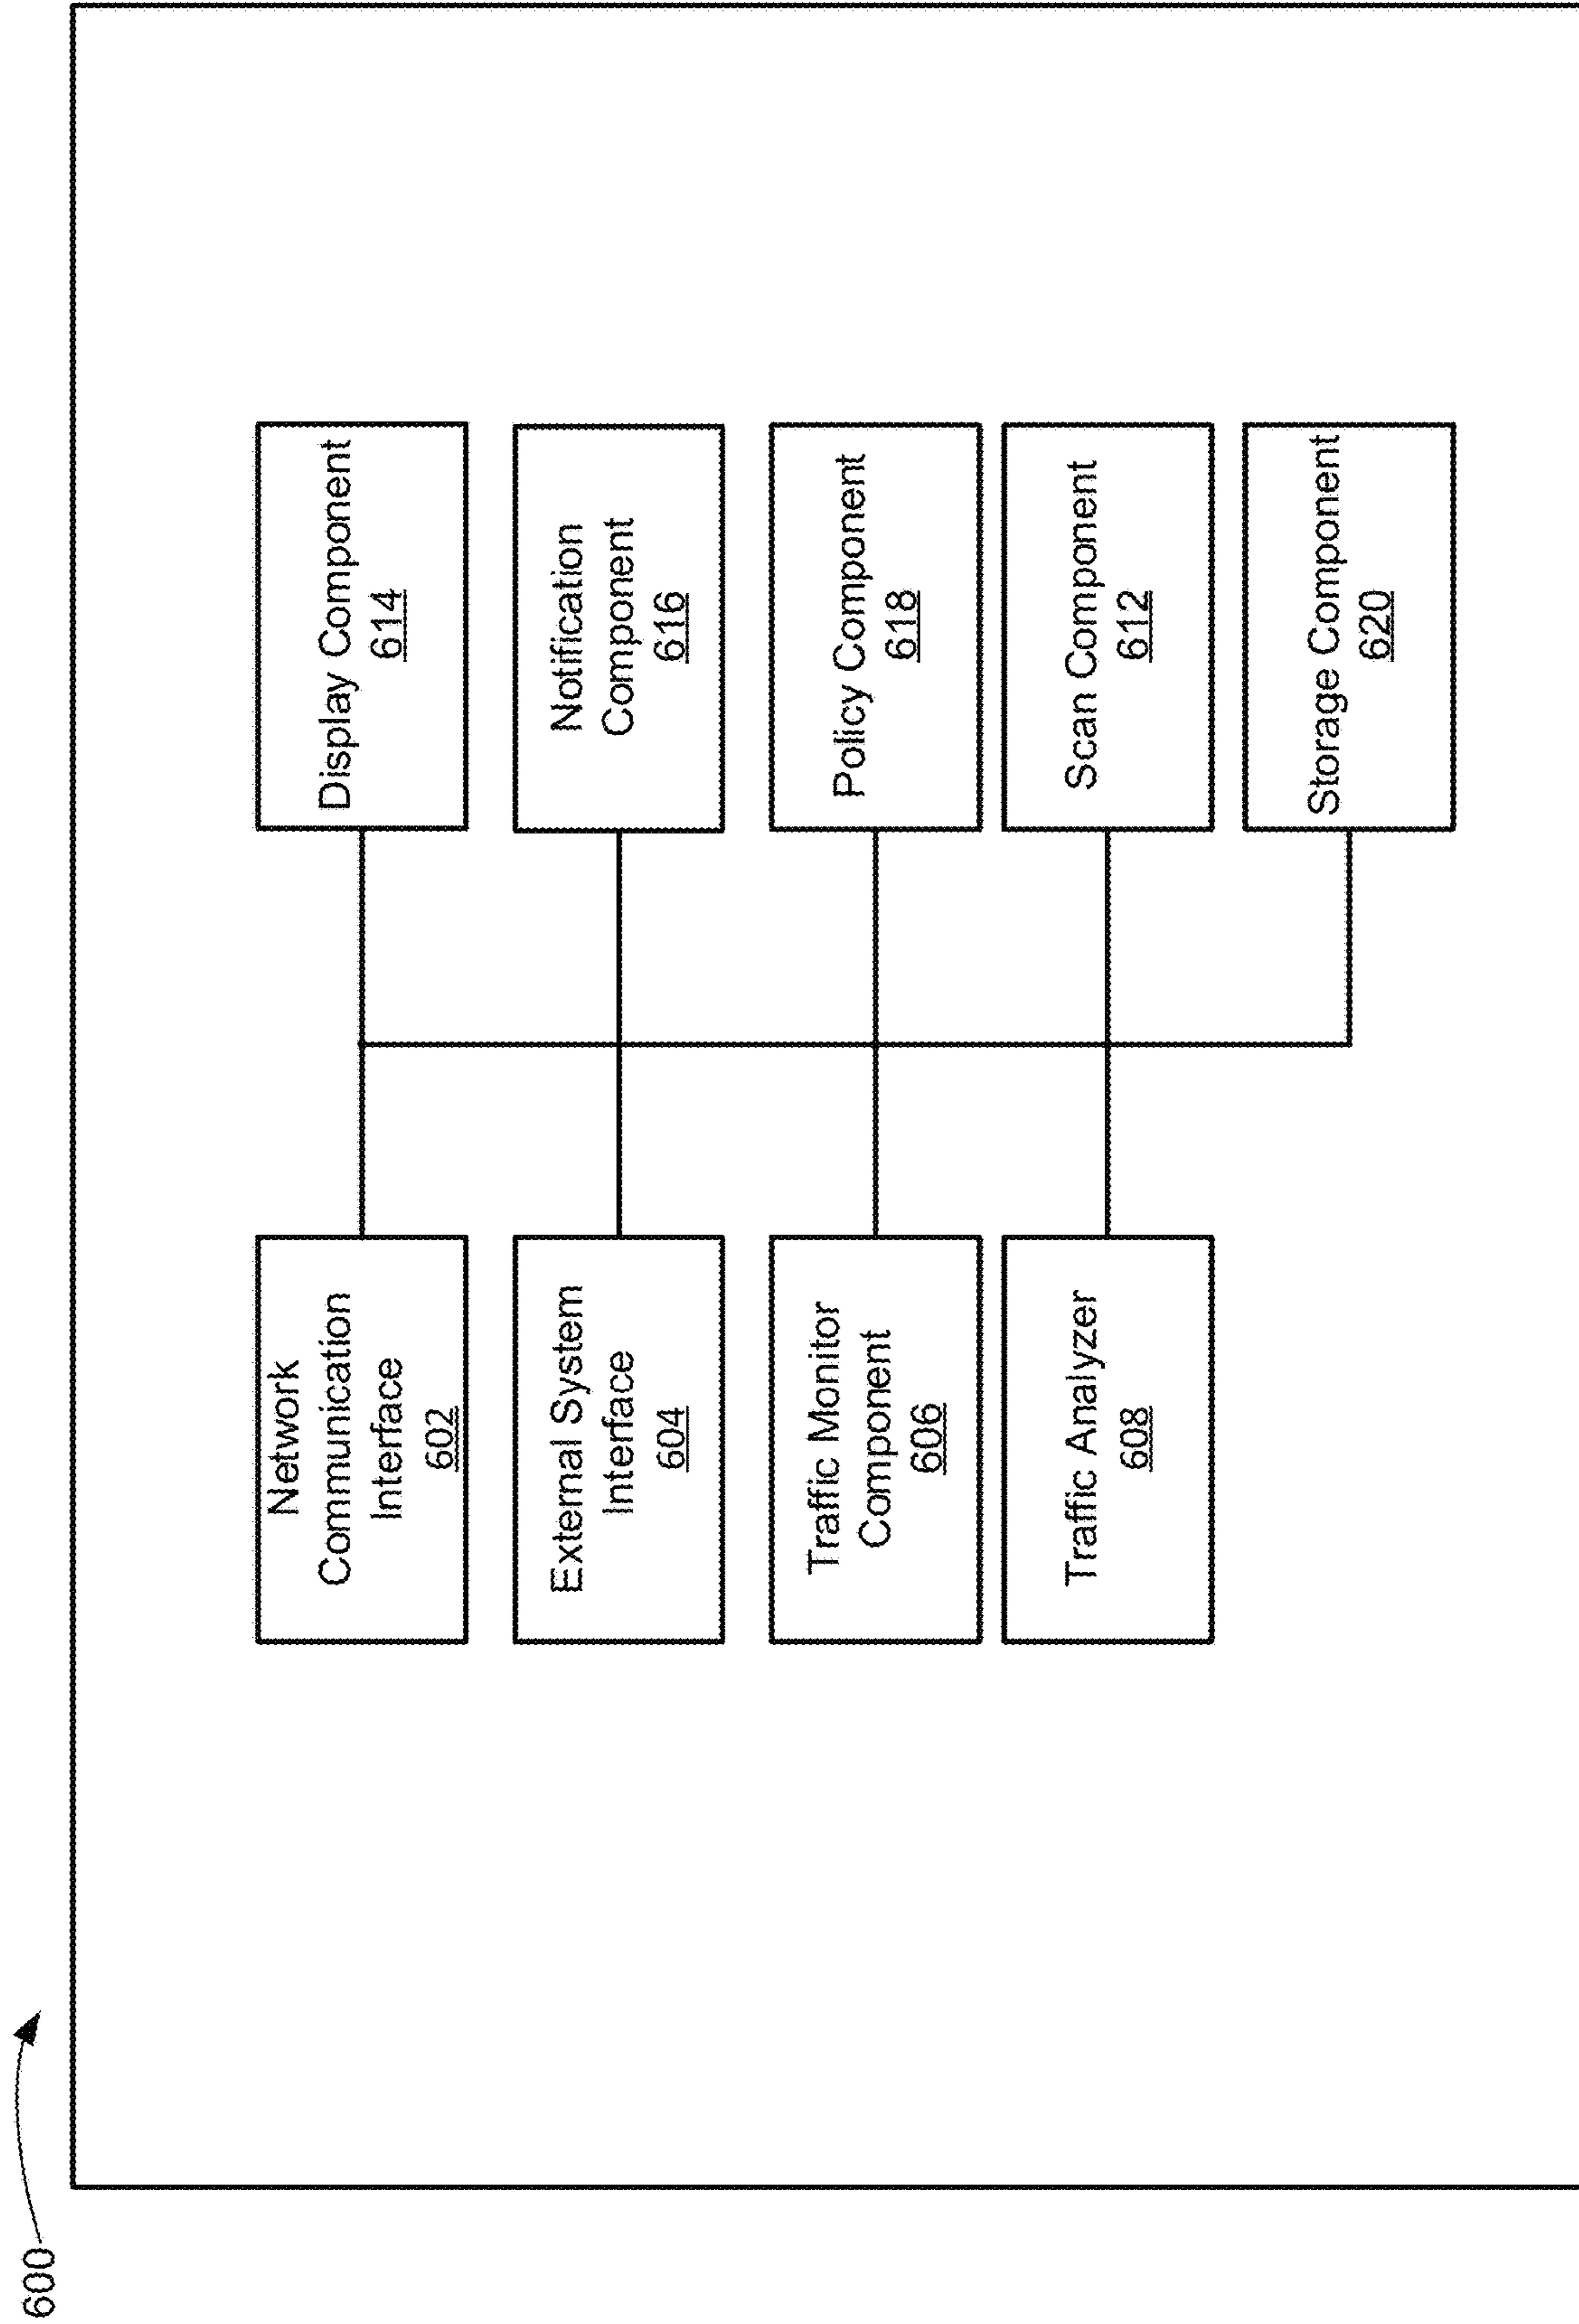 600
Network
Communication
Interface
602
Display Component
614
External System
Interface
604
Notification
Component
616
Traffic Monitor
Component
606
Policy Component
618
Traffic Analyzer
608
Scan Component
612
Storage Component
620